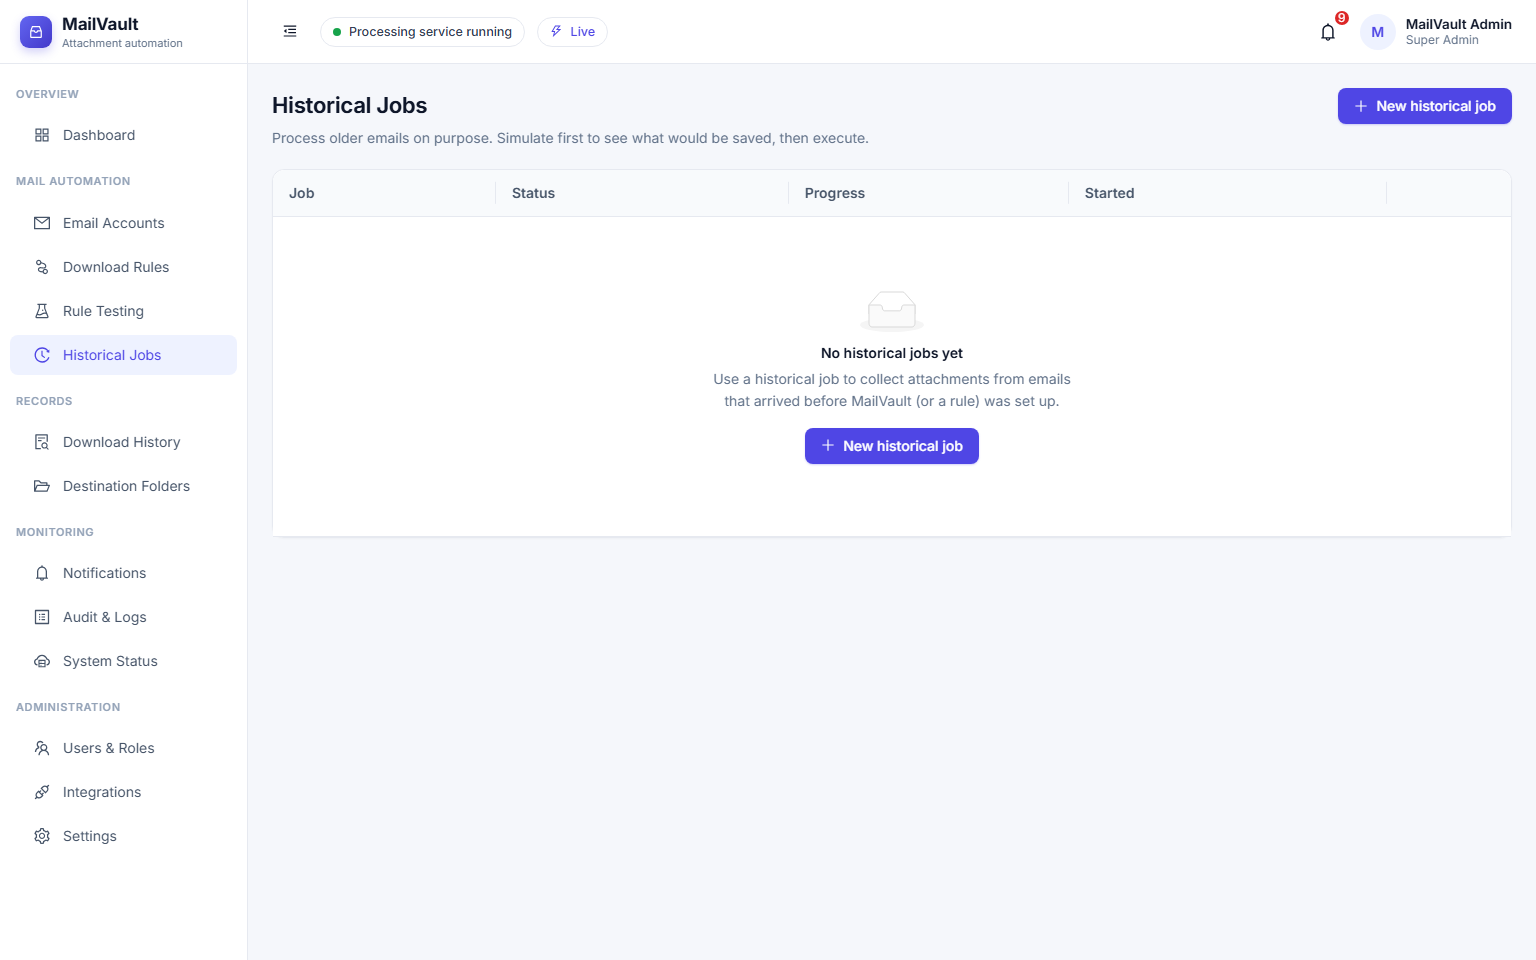 MailVault
Attachment automation
Processing service running
Live
9
M
MailVault Admin
Super Admin
OVERVIEW
Dashboard
MAIL AUTOMATION
Email Accounts
Download Rules
Rule Testing
Historical Jobs
RECORDS
Download History
Destination Folders
MONITORING
Notifications
Audit & Logs
System Status
ADMINISTRATION
Users & Roles
Integrations
Settings
Historical Jobs
New historical job
Process older emails on purpose. Simulate first to see what would be saved, then execute.
Job Status Progress Started
No historical jobs yet
Use a historical job to collect attachments from emails
that arrived before MailVault (or a rule) was set up.
New historical job